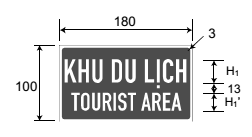 180
3
KHU DU LỊCH
TOURIST AREA
100
H₁
13
H₁'